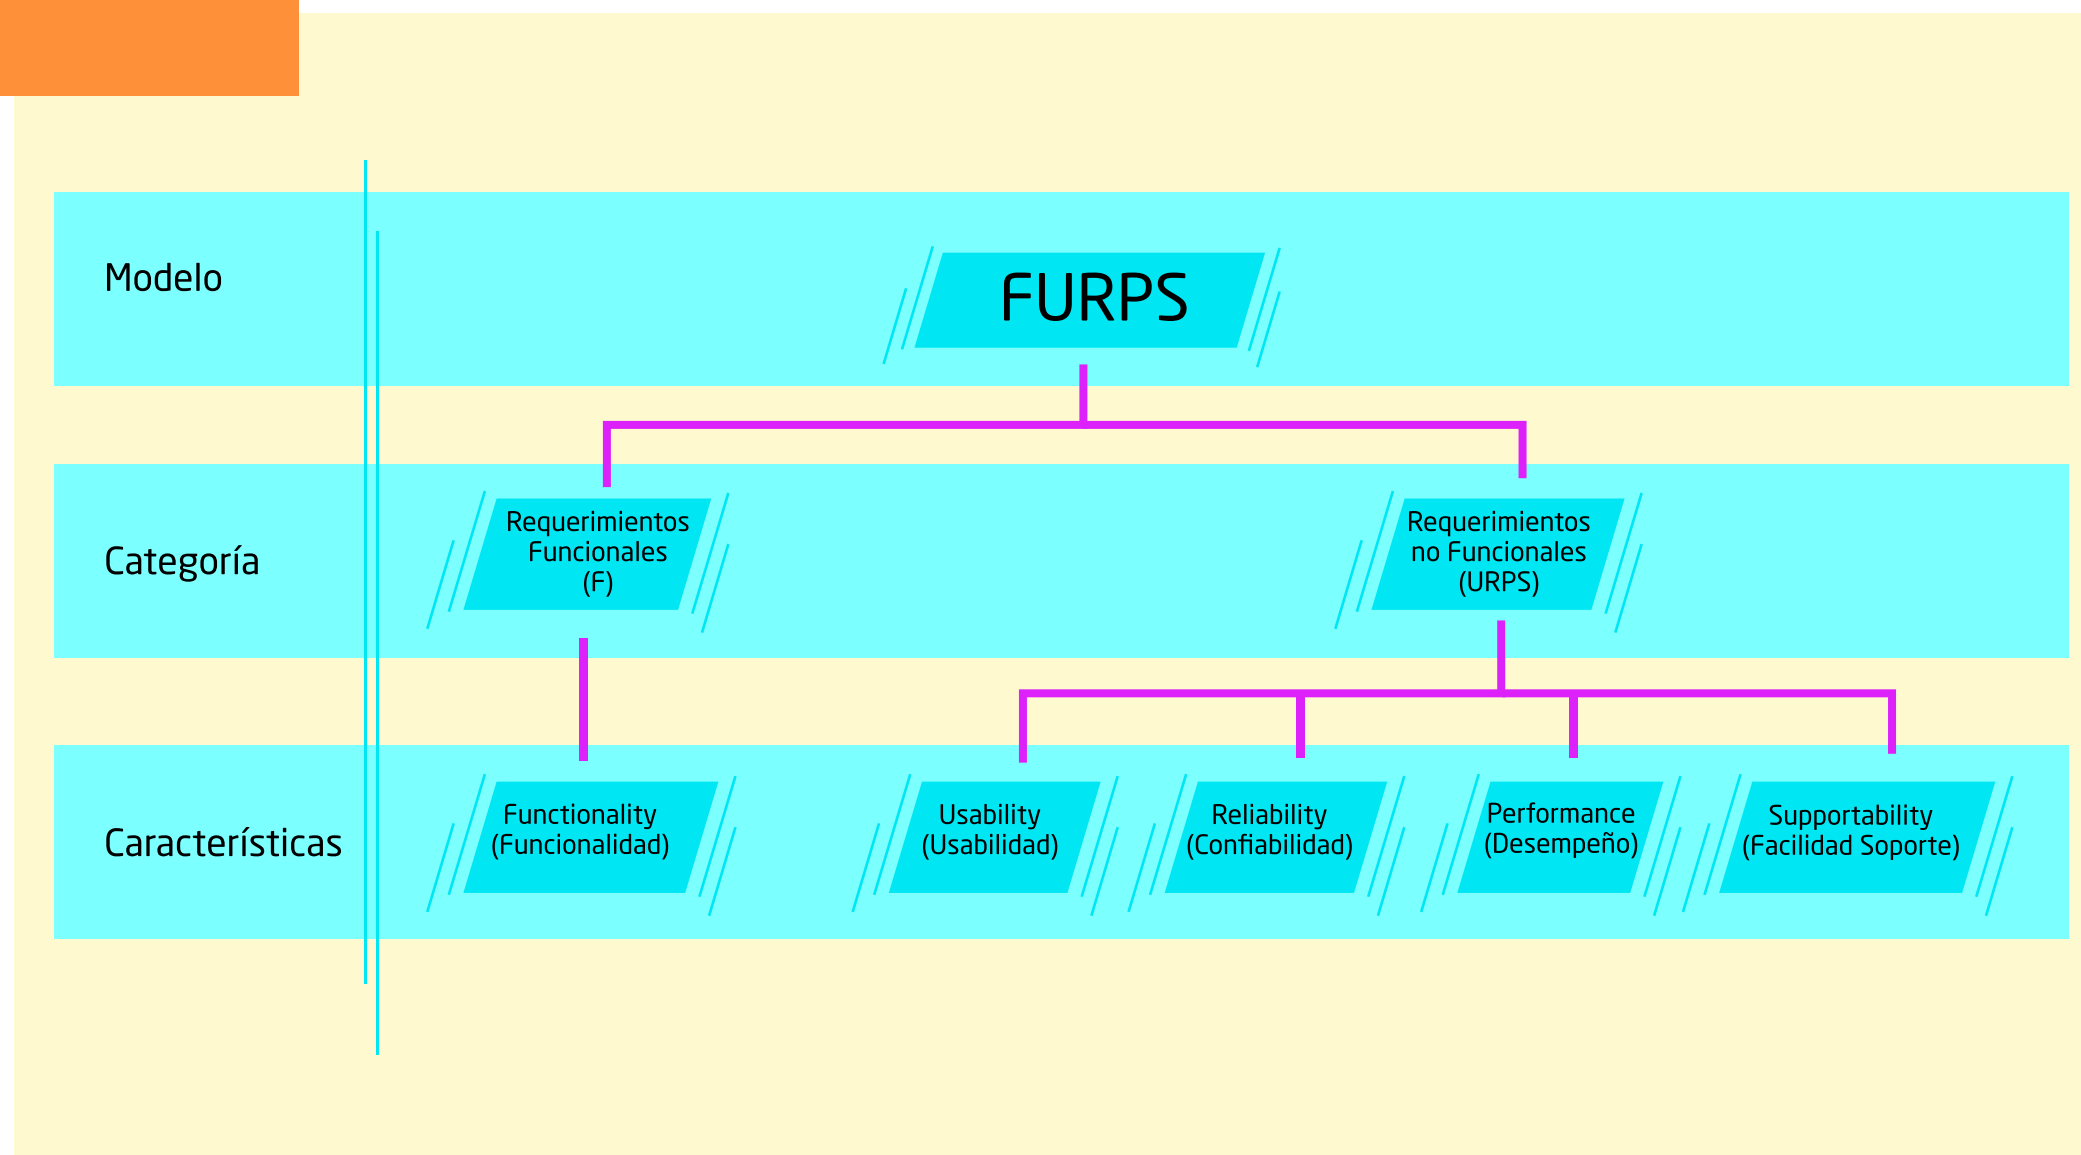 Modelo
FURPS
Categoría
Requerimientos
Funcionales
(F)
Requerimientos
no Funcionales
(URPS)
Características
Functionality
(Funcionalidad)
Usability
(Usabilidad)
Reliability
(Confiabilidad)
Performance
(Desempeño)
Supportability
(Facilidad Soporte)